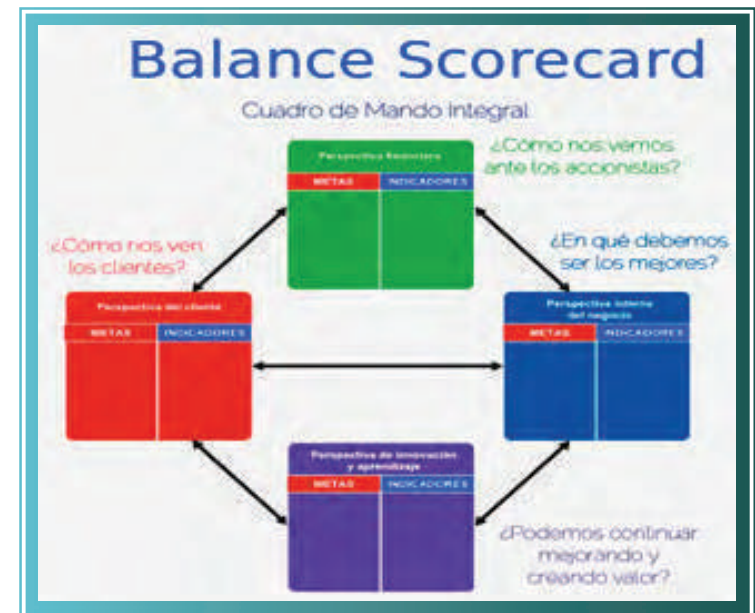 Balance Scorecard
Cuadro de Mando Integral
Perspectiva financiera
METAS INDICADORES
¿Cómo nos vemos
ante los accionistas?
¿Cómo nos ven
los clientes?
Perspectiva del cliente
METAS INDICADORES
¿En qué debemos
ser los mejores?
Perspectiva interna
del negocio
METAS INDICADORES
Perspectiva de innovación
y aprendizaje
METAS INDICADORES
¿Podemos continuar
mejorando y
creando valor?